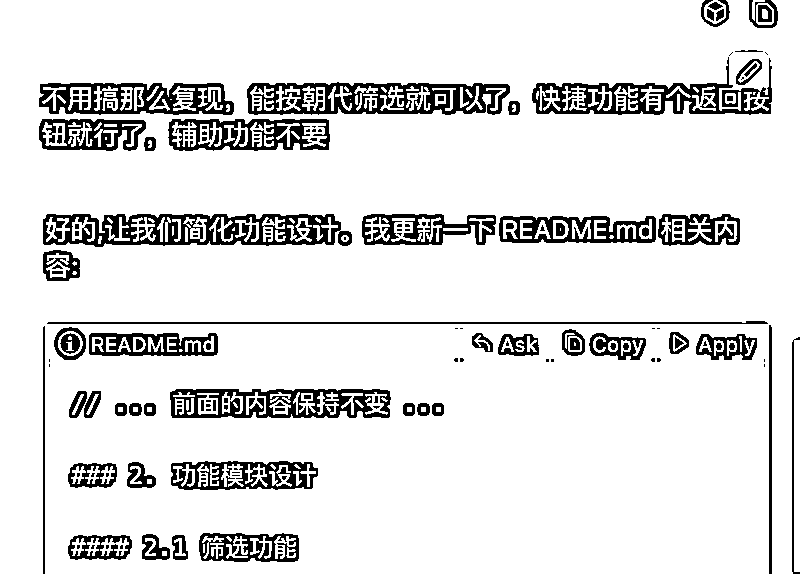 不用搞那么复现，能按朝代筛选就可以了，快捷功能有个返回按
钮就行了，辅助功能不要
好的,让我们简化功能设计。我更新一下 README.md 相关内
容:
README.md Ask Copy Apply
// ... 前面的内容保持不变 ...
### 2. 功能模块设计
#### 2.1 筛选功能